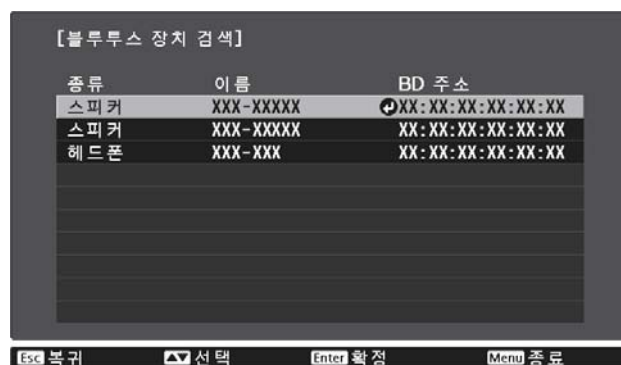 [블루투스 장치 검색]
종류 이름 BD 주소
스피커 XXX-XXXXX XX:XX:XX:XX:XX:XX
스피커 XXX-XXXXX XX:XX:XX:XX:XX:XX
헤드폰 XXX-XXX XX:XX:XX:XX:XX:XX
Esc 복귀 선택 Enter 확정 Menu 종료